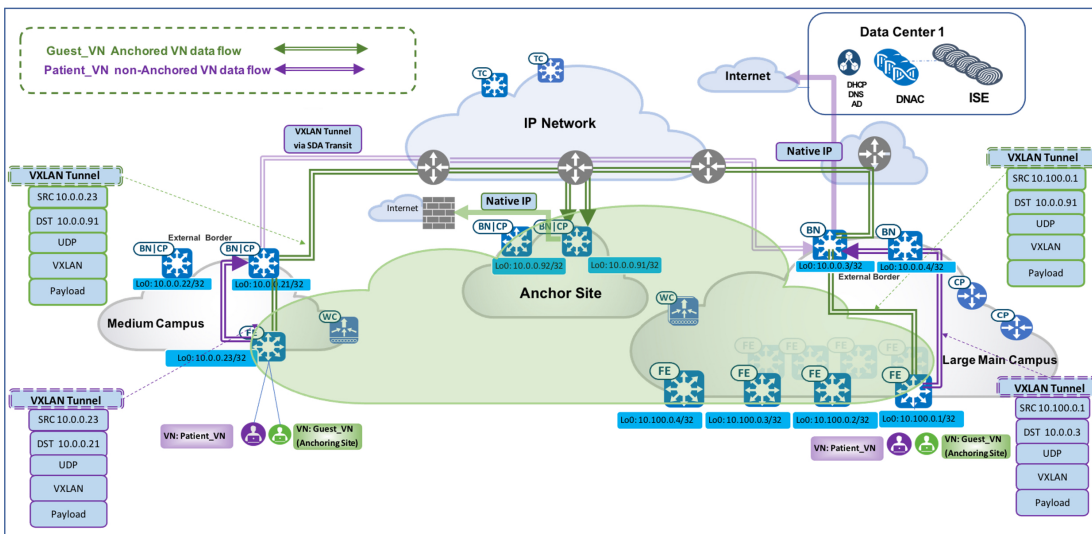 Guest_VN Anchored VN data flow
Patient_VN non-Anchored VN data flow
TC
TC
IP Network
Internet
Data Center 1
DHCP
DNS
AD
DNAC
ISE
VXLAN Tunnel
via SDA Transit
Native IP
VXLAN Tunnel
SRC 10.0.0.23
DST 10.0.0.91
UDP
VXLAN
Payload
VXLAN Tunnel
SRC 10.100.0.1
DST 10.0.0.91
UDP
VXLAN
Payload
Internet
Native IP
External Border
BN|CP
BN|CP
Lo0: 10.0.0.22/32
.21/32
BN|CP
BN|CP
Lo0: 10.0.0.92/32
Lo0: 10.0.0.91/32
Anchor Site
BN
BN
Lo0: 10.0.0.3/32
Lo0: 10.0.0.4/32
External Border
CP
CP
Medium Campus
FE
WC
Lo0: 10.0.0.23/32
WC
FE
FE
FE
FE
Large Main Campus
FE
FE
FE
FE
Lo0: 10.100.0.4/32
Lo0: 10.100.0.3/32
Lo0: 10.100.0.2/32
Lo0: 10.100.0.1/32
VXLAN Tunnel
SRC 10.0.0.23
DST 10.0.0.21
UDP
VXLAN
Payload
VN: Patient_VN
VN: Guest_VN
(Anchoring Site)
VN: Patient_VN
VN: Guest_VN
(Anchoring Site)
VXLAN Tunnel
SRC 10.100.0.1
DST 10.0.0.3
UDP
VXLAN
Payload